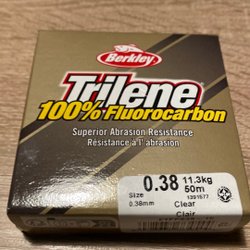 Berkley
Trilene
100% Fluorocarbon
Superior Abrasion Resistance
Résistance a l' abrasion
0.38 11.3kg
Size 50m
0.38mm 1391577
Clear
Clair